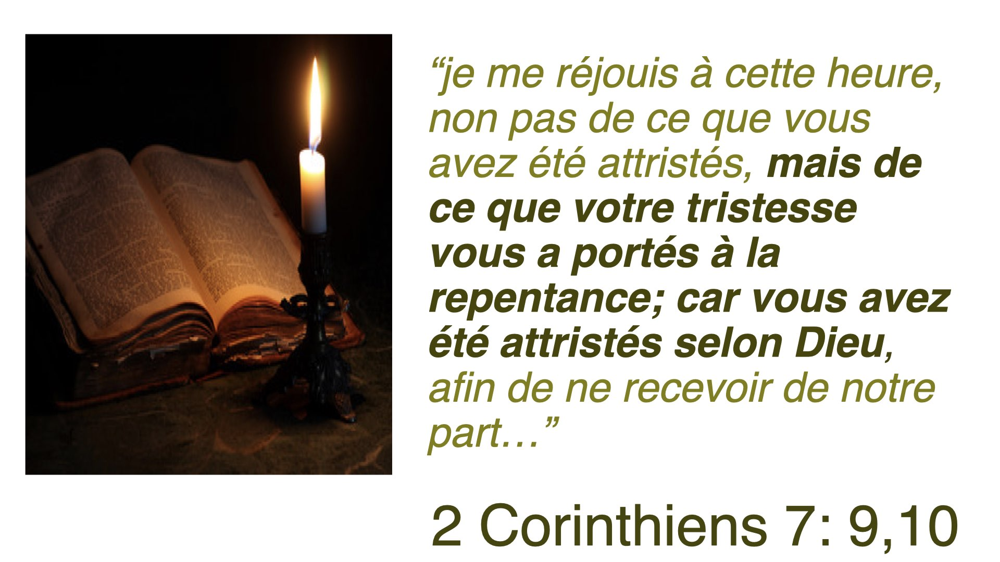 “je me réjouis à cette heure,
non pas de ce que vous
avez été attristés, mais de
ce que votre tristesse
vous a portés à la
repentance; car vous avez
été attristés selon Dieu,
afin de ne recevoir de notre
part…”
2 Corinthiens 7: 9,10